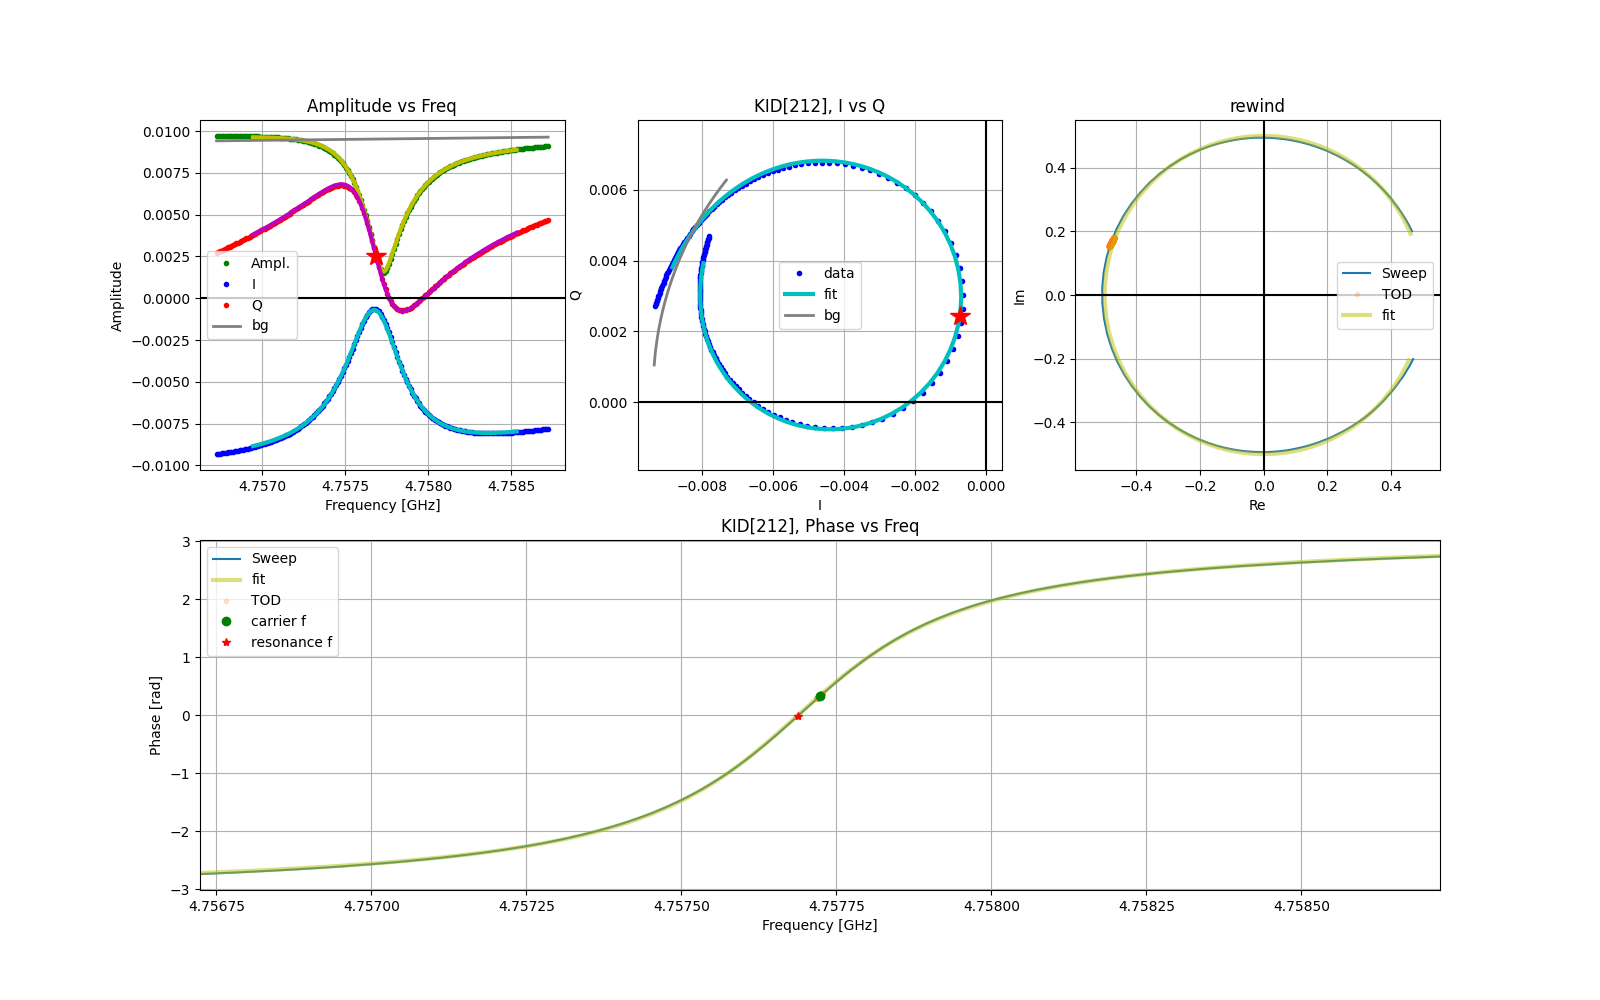 Amplitude vs Freq
0.0100
0.0075
0.0050
0.0025
0.0000
−0.0025
−0.0050
−0.0075
−0.0100
Amplitude
Ampl.
I
Q
bg
4.7570
4.7575
4.7580
4.7585
Frequency [GHz]
KID[212], I vs Q
0.006
0.004
0.002
0.000
Q
data
fit
bg
−0.008
−0.006
−0.004
−0.002
0.000
I
rewind
0.4
0.2
0.0
−0.2
−0.4
Im
Sweep
TOD
fit
−0.4
−0.2
0.0
0.2
0.4
Re
KID[212], Phase vs Freq
3
2
1
0
−1
−2
−3
Phase [rad]
Sweep
fit
TOD
carrier f
resonance f
4.75675
4.75700
4.75725
4.75750
4.75775
4.75800
4.75825
4.75850
Frequency [GHz]